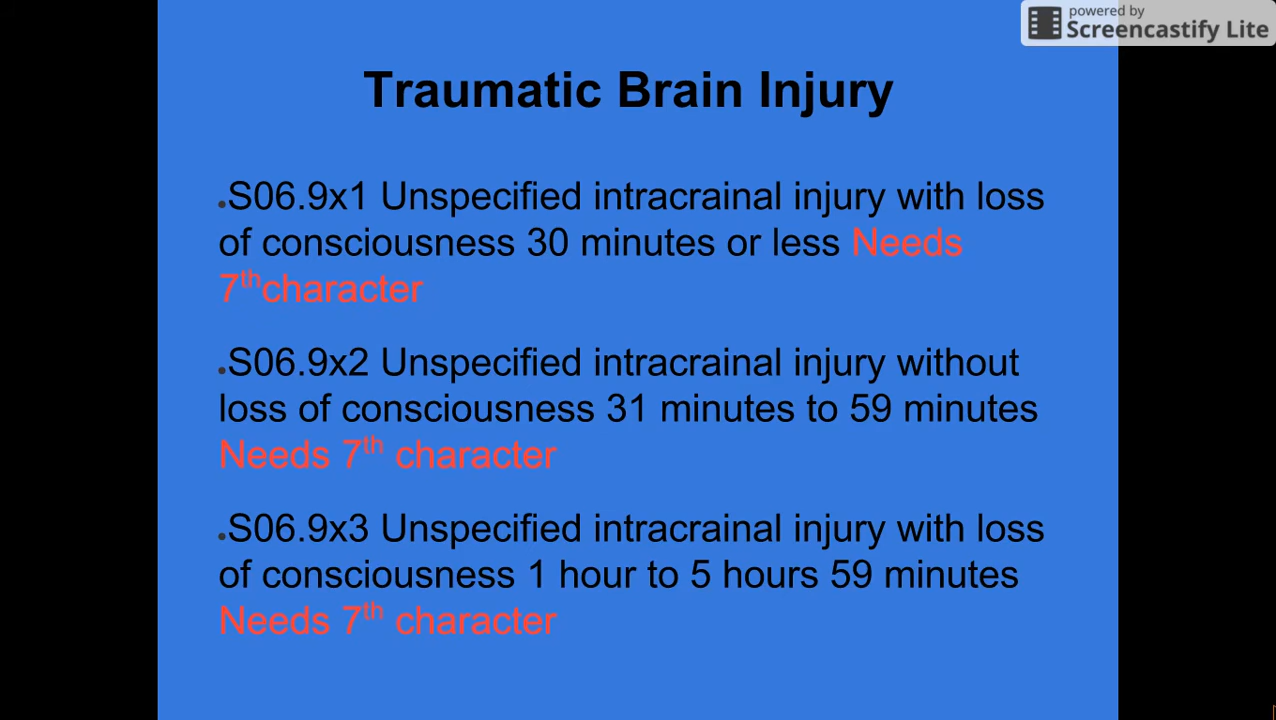 powered by
Screencastify Lite
Traumatic Brain Injury
•S06.9x1 Unspecified intracrainal injury with loss
of consciousness 30 minutes or less Needs
7thcharacter
•S06.9x2 Unspecified intracrainal injury without
loss of consciousness 31 minutes to 59 minutes
Needs 7th character
•S06.9x3 Unspecified intracrainal injury with loss
of consciousness 1 hour to 5 hours 59 minutes
Needs 7th character